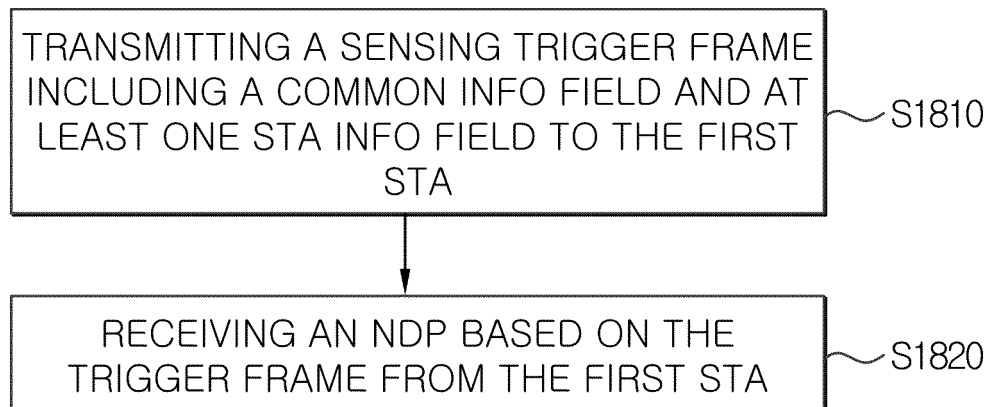 TRANSMITTING A SENSING TRIGGER FRAME
INCLUDING A COMMON INFO FIELD AND AT
LEAST ONE STA INFO FIELD TO THE FIRST
STA
S1810
RECEIVING AN NDP BASED ON THE
TRIGGER FRAME FROM THE FIRST STA
S1820